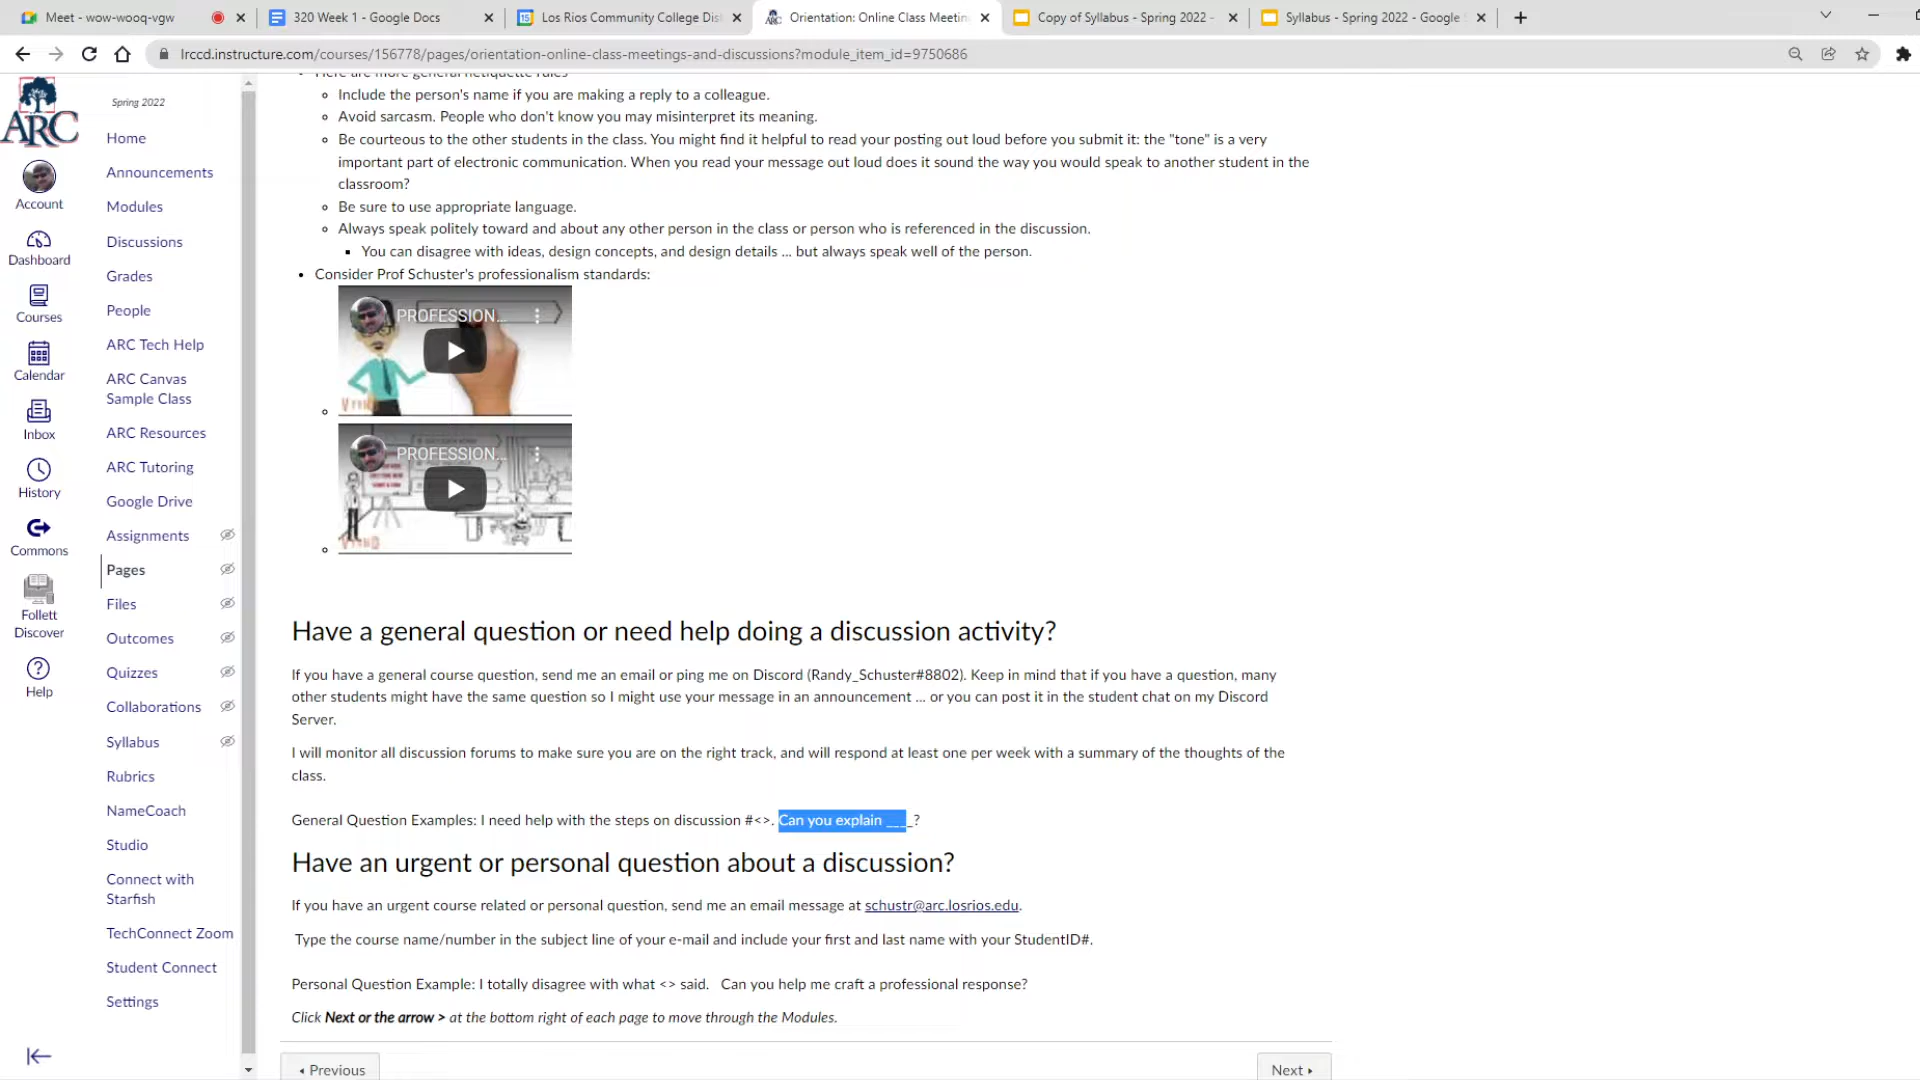 Meet - wow-wooq-vgw
320 Week 1 - Google Docs
Los Rios Community College Dis
Orientation: Online Class Meetin
Copy of Syllabus - Spring 2022 -
Syllabus - Spring 2022 - Google S
lrccd.instructure.com/courses/156778/pages/orientation-online-class-meetings-and-discussions?module_item_id=9750686
ARC
Account
Dashboard
Courses
Calendar
Inbox
History
Commons
Follett
Discover
Help
Spring 2022
Home
Announcements
Modules
Discussions
Grades
People
ARC Tech Help
ARC Canvas
Sample Class
ARC Resources
ARC Tutoring
Google Drive
Assignments
Pages
Files
Outcomes
Quizzes
Collaborations
Syllabus
Rubrics
NameCoach
Studio
Connect with
Starfish
TechConnect Zoom
Student Connect
Settings
Here are more general netiquette rules
Include the person's name if you are making a reply to a colleague.
Avoid sarcasm. People who don't know you may misinterpret its meaning.
Be courteous to the other students in the class. You might find it helpful to read your posting out loud before you submit it: the "tone" is a very
important part of electronic communication. When you read your message out loud does it sound the way you would speak to another student in the
classroom?
Be sure to use appropriate language.
Always speak politely toward and about any other person in the class or person who is referenced in the discussion.
You can disagree with ideas, design concepts, and design details ... but always speak well of the person.
Consider Prof Schuster's professionalism standards:
PROFESSION...
PROFESSION...
Have a general question or need help doing a discussion activity?
If you have a general course question, send me an email or ping me on Discord (Randy_Schuster#8802). Keep in mind that if you have a question, many
other students might have the same question so I might use your message in an announcement ... or you can post it in the student chat on my Discord
Server.
I will monitor all discussion forums to make sure you are on the right track, and will respond at least one per week with a summary of the thoughts of the
class.
General Question Examples: I need help with the steps on discussion #<>. Can you explain ____?
Have an urgent or personal question about a discussion?
If you have an urgent course related or personal question, send me an email message at schustr@arc.losrios.edu.
Type the course name/number in the subject line of your e-mail and include your first and last name with your StudentID#.
Personal Question Example: I totally disagree with what <> said. Can you help me craft a professional response?
Click Next or the arrow > at the bottom right of each page to move through the Modules.
◂ Previous
Next ▸